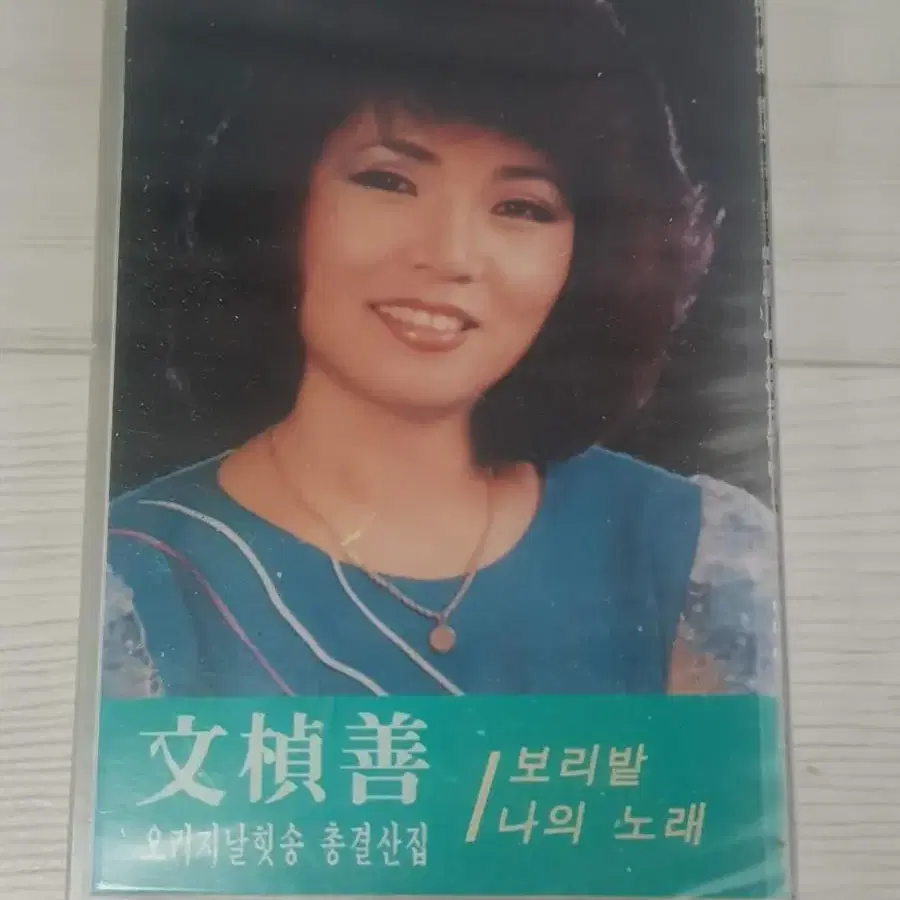 文楨善
오리지날힛송 총결산집
보리밭
나의 노래